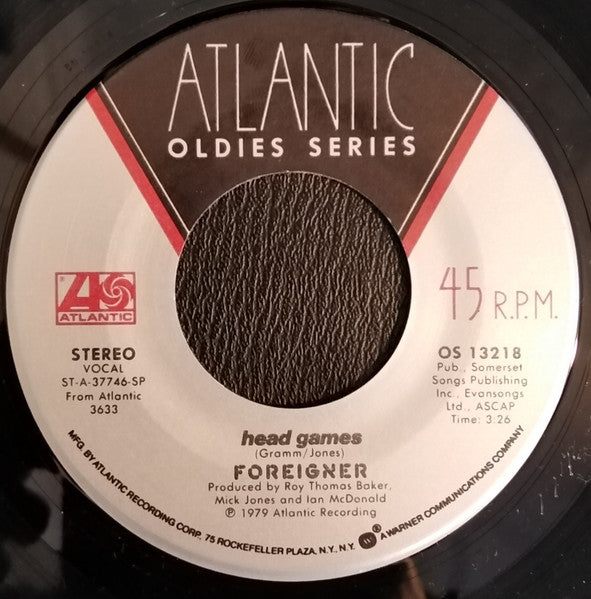 ATLANTIC
OLDIES SERIES
ATLANTIC
45 R.P.M.
STEREO
VOCAL
ST-A-37746-SP
From Atlantic
3633
OS 13218
Pub., Somerset
Songs Publishing
Inc., Evansongs
Ltd., ASCAP
Time: 3:26
head games
(Gramm/Jones)
FOREIGNER
Produced by Roy Thomas Baker,
Mick Jones and Ian McDonald
℗ 1979 Atlantic Recording
MFG. BY ATLANTIC RECORDING CORP. 75 ROCKEFELLER PLAZA, N.Y., N.Y. ® A WARNER COMMUNICATIONS COMPANY